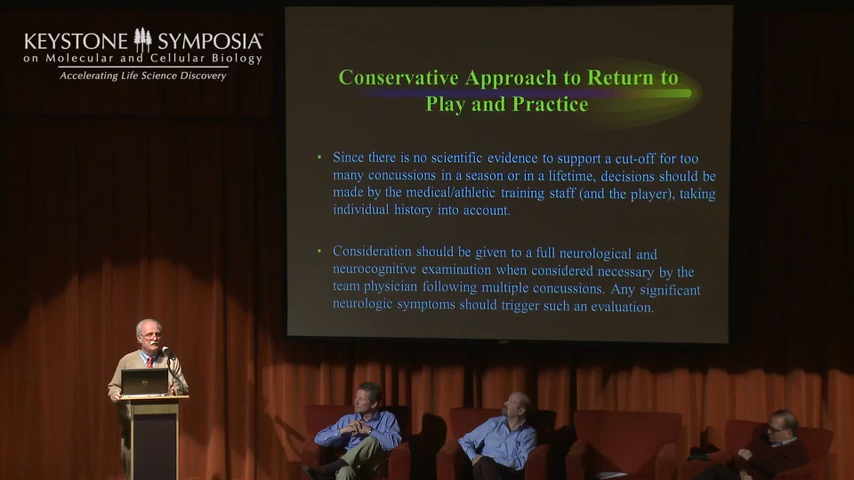 KEYSTONE SYMPOSIA™
on Molecular and Cellular Biology
Accelerating Life Science Discovery
Conservative Approach to Return to
Play and Practice
• Since there is no scientific evidence to support a cut-off for too
many concussions in a season or in a lifetime, decisions should be
made by the medical/athletic training staff (and the player), taking
individual history into account.
• Consideration should be given to a full neurological and
neurocognitive examination when considered necessary by the
team physician following multiple concussions. Any significant
neurologic symptoms should trigger such an evaluation.